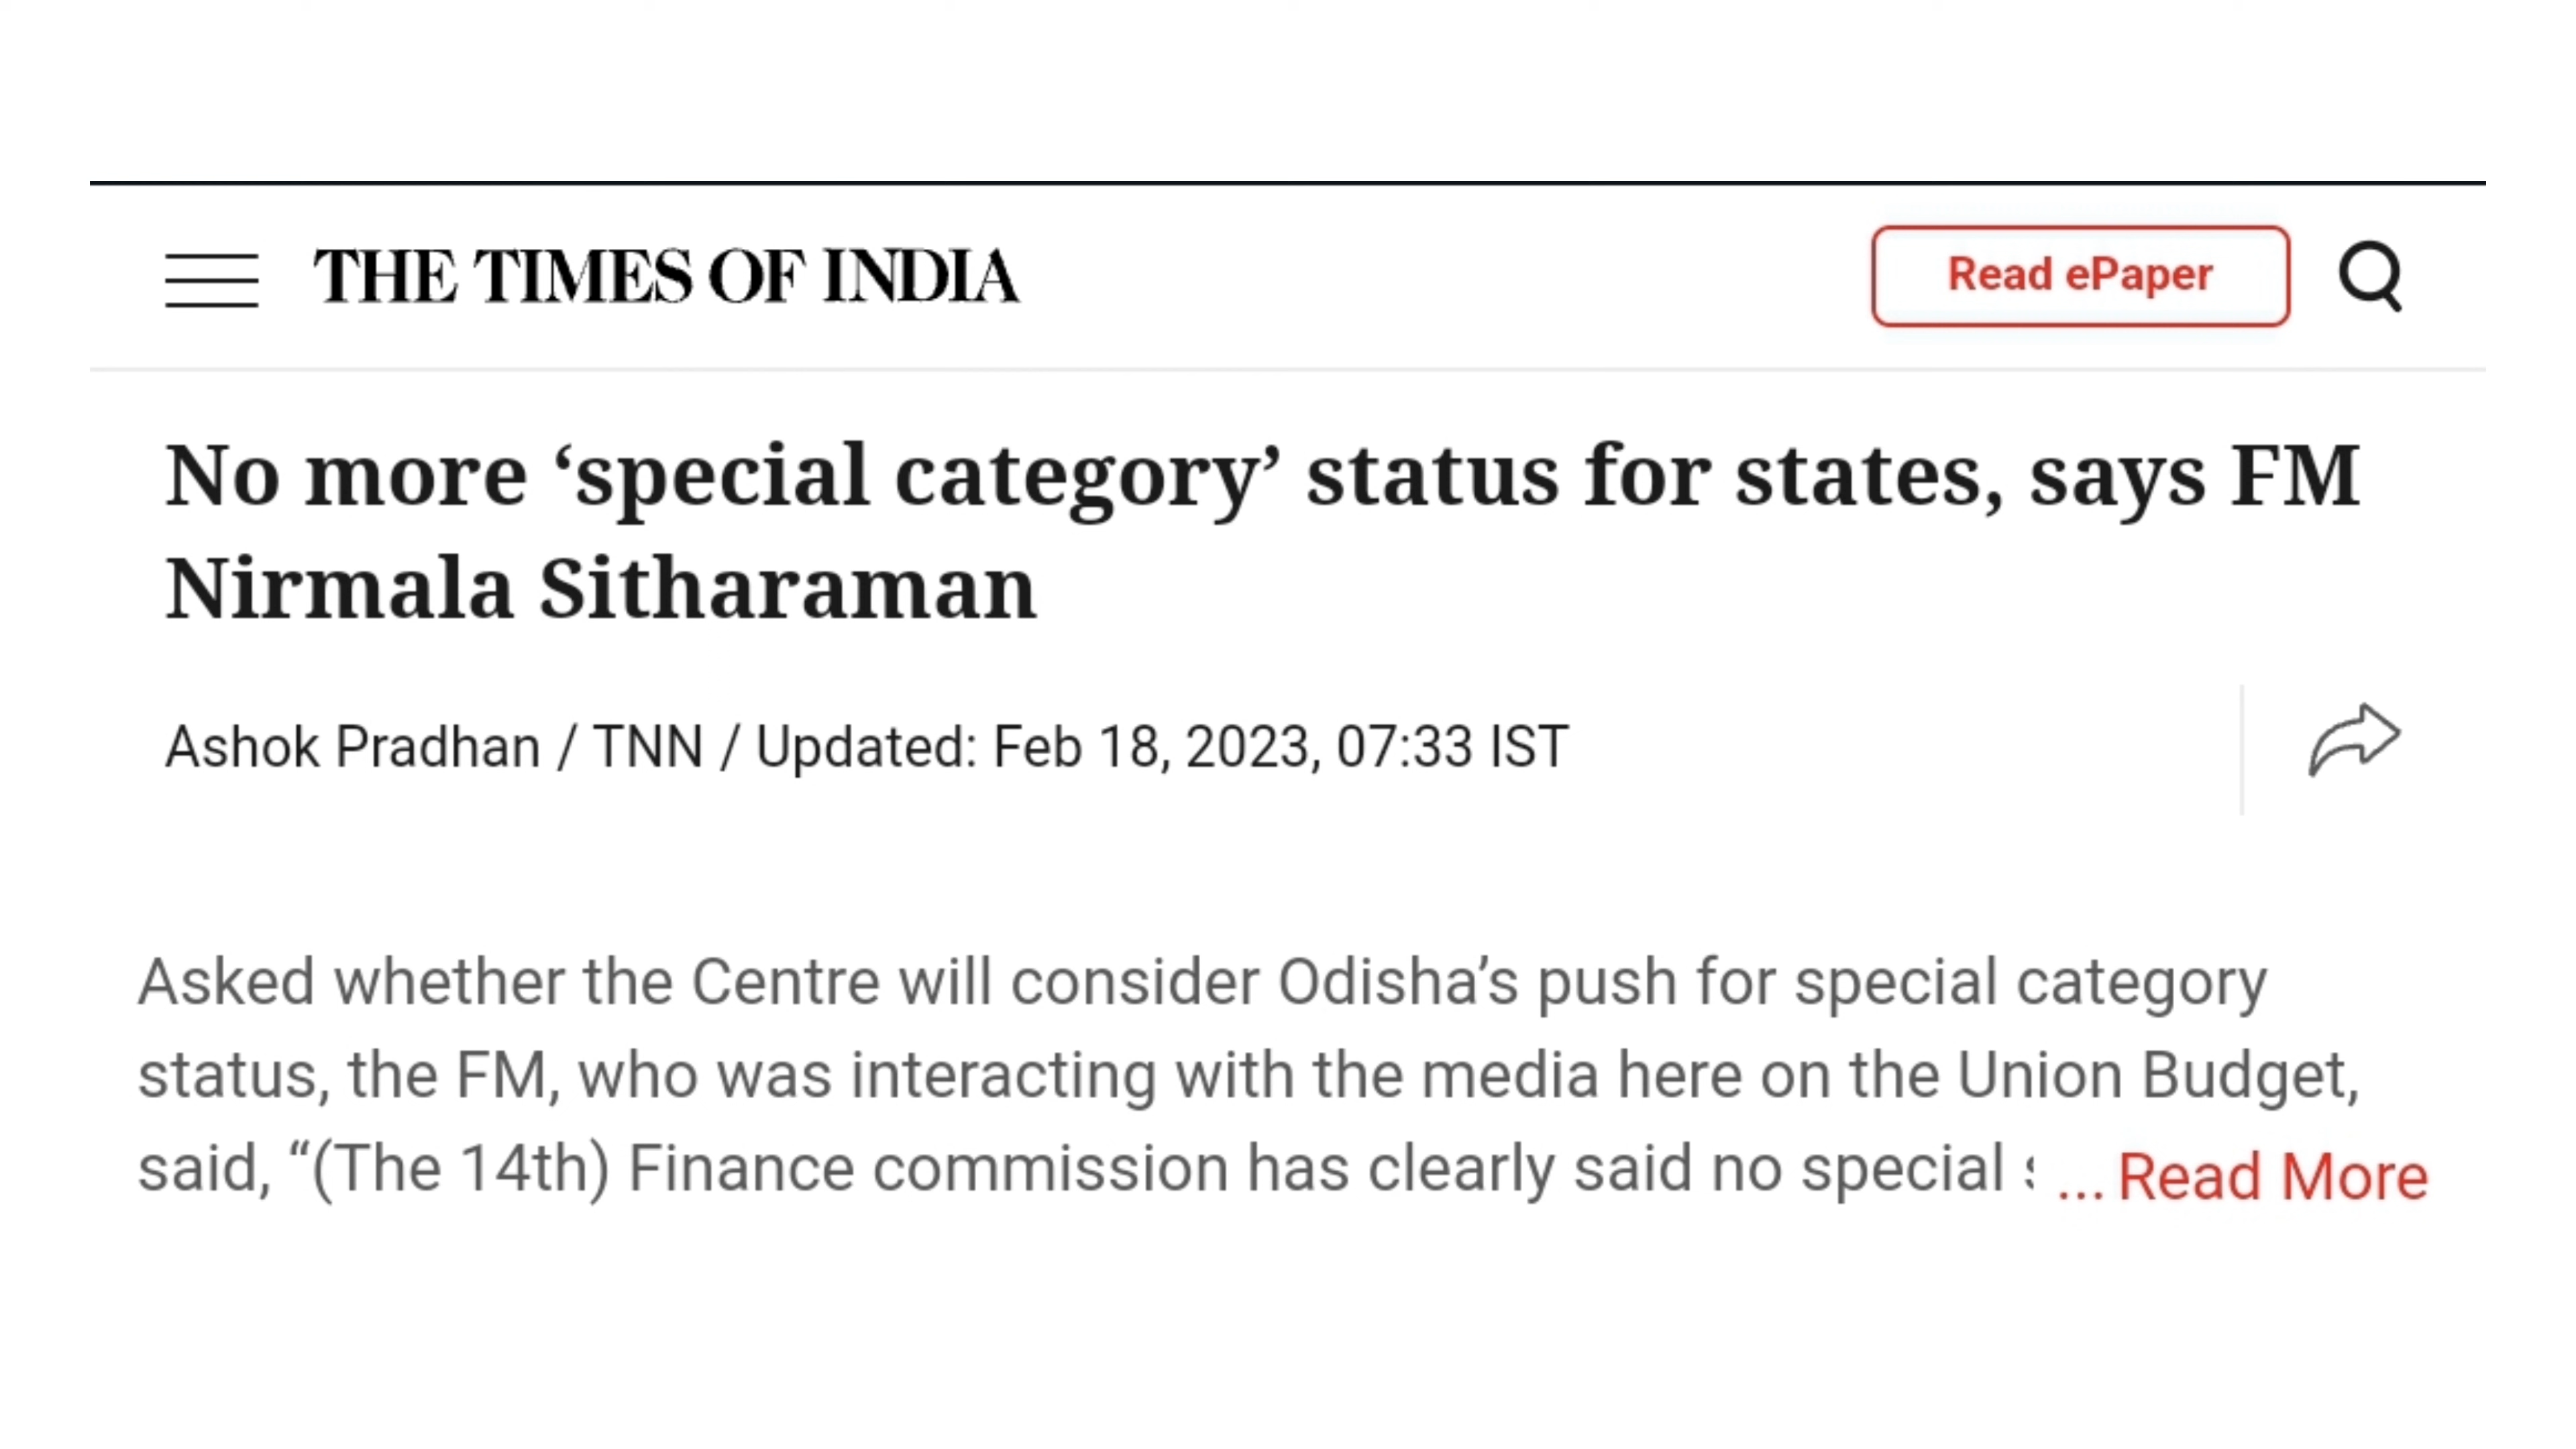 THE TIMES OF INDIA
Read ePaper
No more ‘special category’ status for states, says FM
Nirmala Sitharaman
Ashok Pradhan / TNN / Updated: Feb 18, 2023, 07:33 IST
Asked whether the Centre will consider Odisha’s push for special category
status, the FM, who was interacting with the media here on the Union Budget,
said, “(The 14th) Finance commission has clearly said no special ... Read More